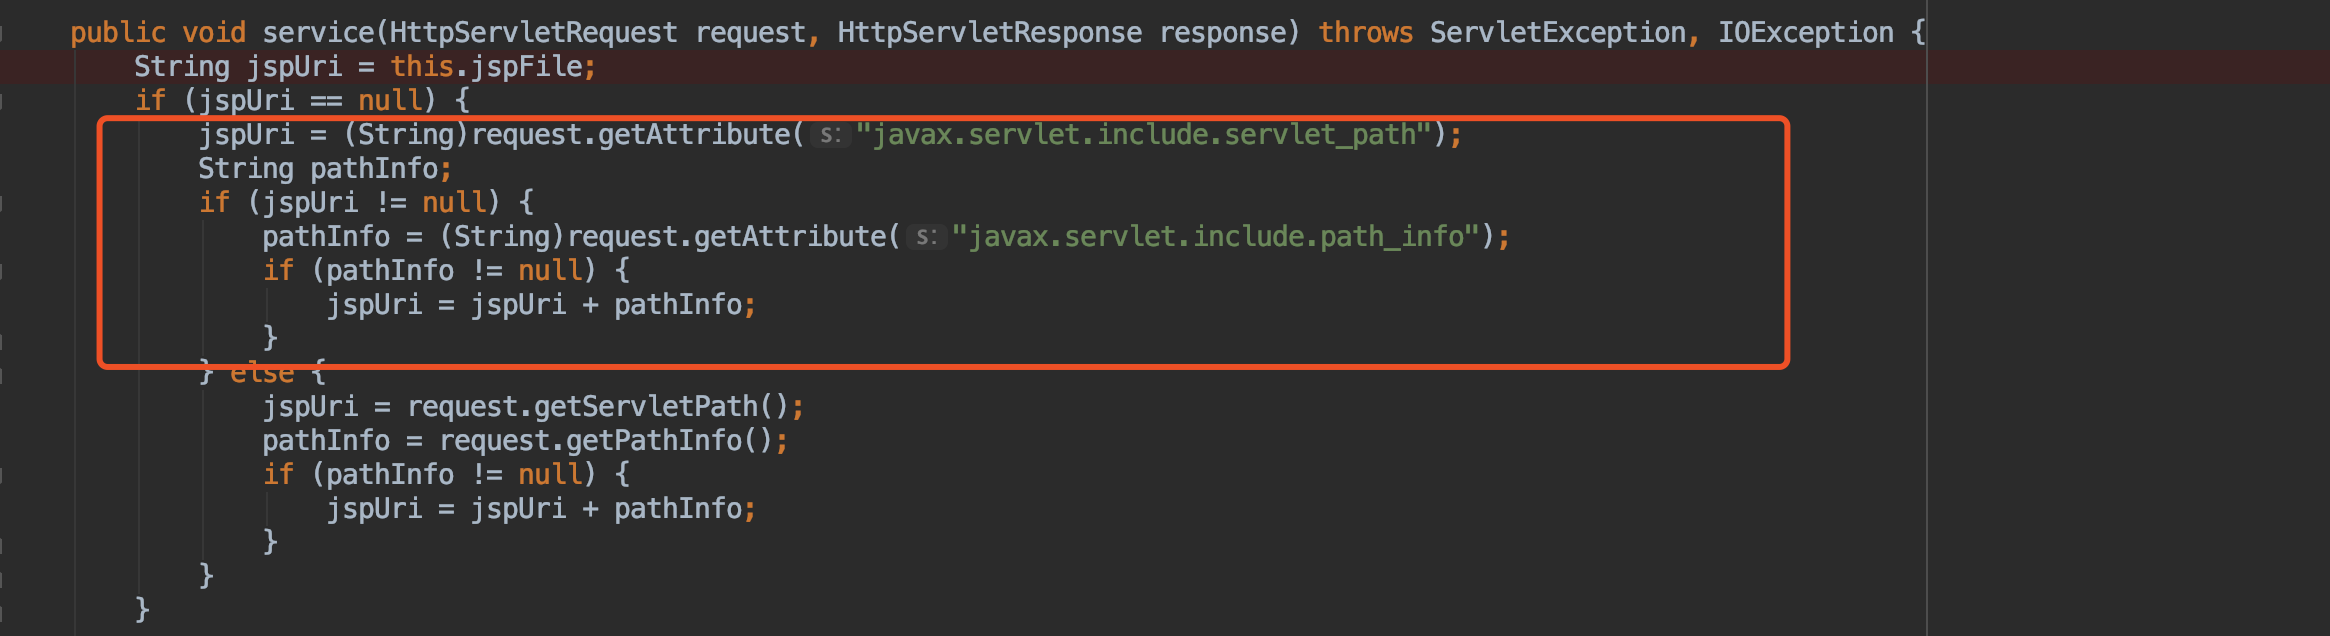 public void service(HttpServletRequest request, HttpServletResponse response) throws ServletException, IOException {
String jspUri = this.jspFile;
if (jspUri == null) {
jspUri = (String)request.getAttribute( s: "javax.servlet.include.servlet_path");
String pathInfo;
if (jspUri != null) {
pathInfo = (String)request.getAttribute( s: "javax.servlet.include.path_info");
if (pathInfo != null) {
jspUri = jspUri + pathInfo;
}
} else {
jspUri = request.getServletPath();
pathInfo = request.getPathInfo();
if (pathInfo != null) {
jspUri = jspUri + pathInfo;
}
}
}